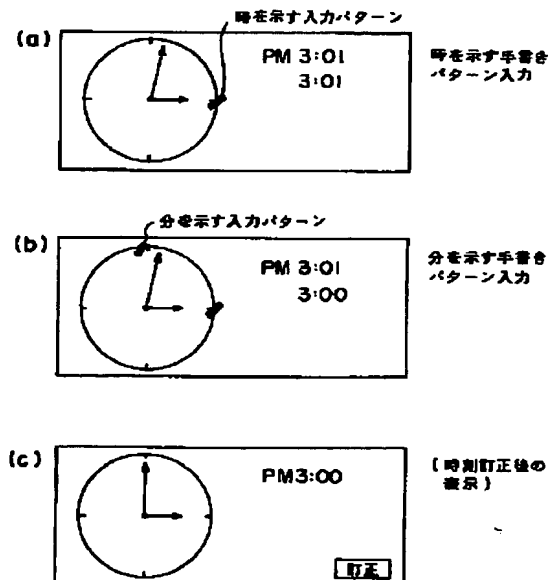 時を示す入力パターン
(a)
PM 3:01
3:01
時を示す手書き
パターン入力
分を示す入力パターン
(b)
PM 3:01
3:00
分を示す手書き
パターン入力
(c)
PM3:00
(時刻訂正後の
表示)
訂正